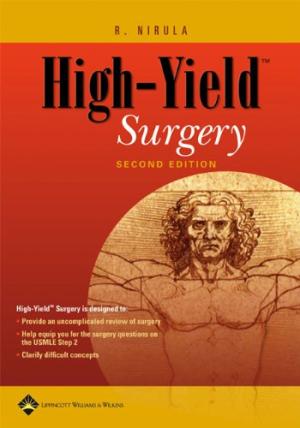 R. NIRULA
High-Yield™
Surgery
SECOND EDITION
High-Yield™ Surgery is designed to:
• Provide an uncomplicated review of surgery
• Help equip you for the surgery questions on
the USMLE Step 2
• Clarify difficult concepts
LIPPINCOTT WILLIAMS & WILKINS